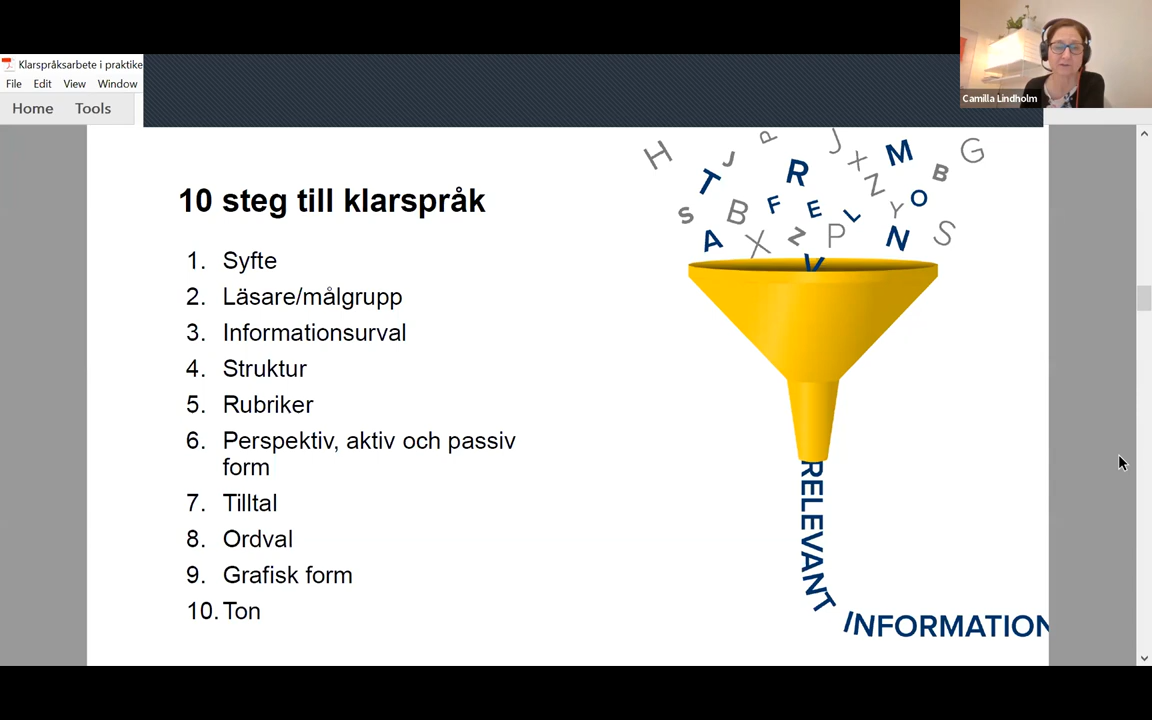 Klarspråksarbete i praktike
File Edit View Window
Home Tools
Camilla Lindholm
10 steg till klarspråk
1. Syfte
2. Läsare/målgrupp
3. Informationsurval
4. Struktur
5. Rubriker
6. Perspektiv, aktiv och passiv
form
7. Tilltal
8. Ordval
9. Grafisk form
10. Ton
H J P J M G
T R X B
S B F E L Z Y O
A X Z P N S
V
RELEVANT
INFORMATION